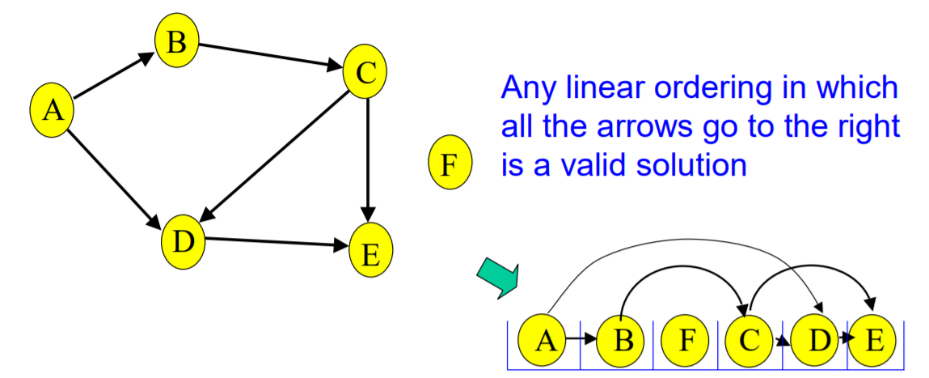 B
C
A
Any linear ordering in which
all the arrows go to the right
F
is a valid solution
D
E
A B F C D E